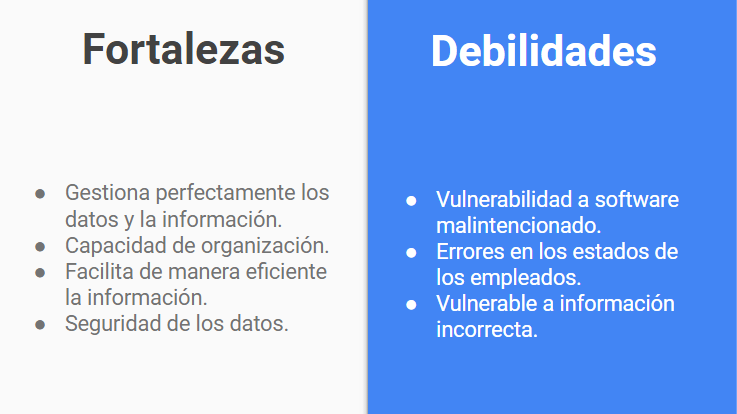 Fortalezas
● Gestiona perfectamente los
datos y la información.
● Capacidad de organización.
● Facilita de manera eficiente
la información.
● Seguridad de los datos.
Debilidades
● Vulnerabilidad a software
malintencionado.
● Errores en los estados de
los empleados.
● Vulnerable a información
incorrecta.